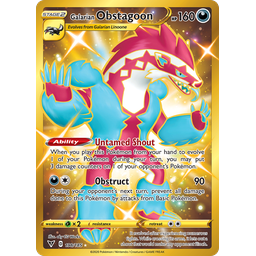 STAGE 2
Galarian Obstagoon HP 160
Evolves from Galarian Linoone
Ability Untamed Shout
When you play this Pokémon from your hand to evolve 1
of your Pokémon during your turn, you may put
3 damage counters on 1 of your opponent's Pokémon.
Obstruct 90
During your opponent's next turn, prevent all damage
done to this Pokémon by attacks from Basic Pokémon.
weakness ×2 resistance
retreat